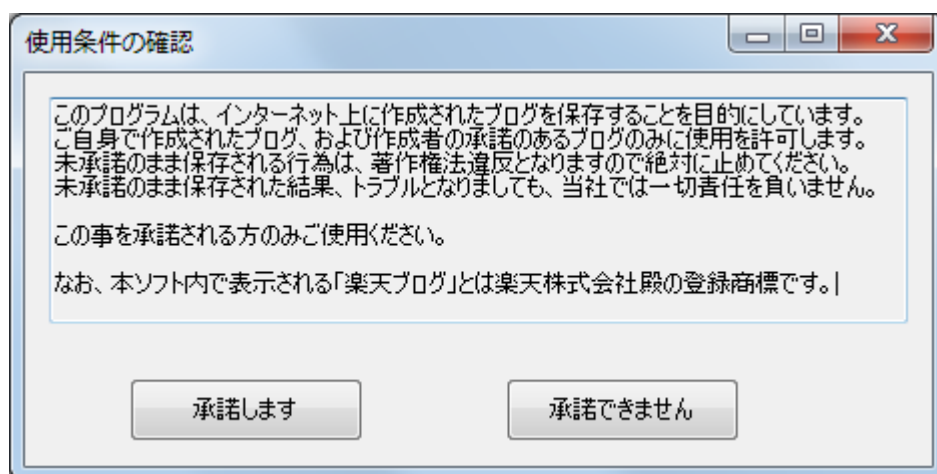 使用条件の確認
このプログラムは、インターネット上に作成されたブログを保存することを目的にしています。
ご自身で作成されたブログ、および作成者の承諾のあるブログのみに使用を許可します。
未承諾のまま保存される行為は、著作権法違反となりますので絶対に止めてください。
未承諾のまま保存された結果、トラブルとなりましても、当社では一切責任を負いません。
この事を承諾される方のみご使用ください。
なお、本ソフト内で表示される「楽天ブログ」とは楽天株式会社殿の登録商標です。
承諾します
承諾できません